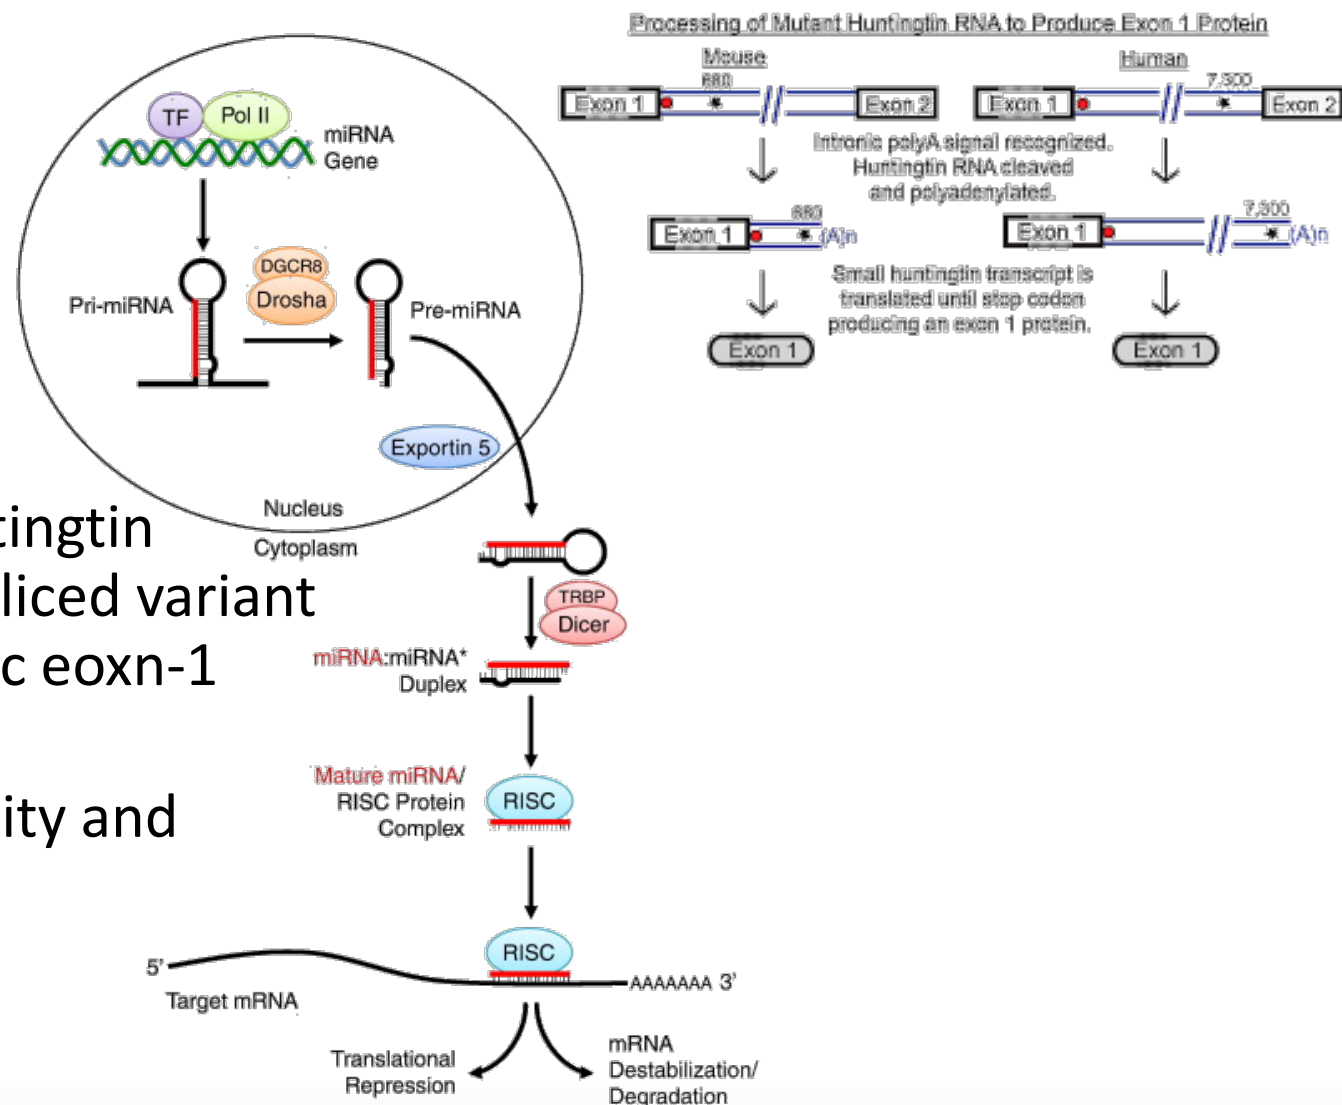 Processing of Mutant Huntingtin RNA to Produce Exon 1 Protein
Mouse
Human
680
7,300
Exon 1
Exon 2
Exon 1
Exon 2
Intronic polyA signal recognized.
Huntingtin RNA cleaved
and polyadenylated.
680
7,300
Exon 1
(A)n
Exon 1
(A)n
Small huntingtin transcript is
translated until stop codon
producing an exon 1 protein.
Exon 1
Exon 1
TF
Pol II
miRNA
Gene
DGCR8
Drosha
Pri-miRNA
Pre-miRNA
Exportin 5
Nucleus
Cytoplasm
tingtin
liced variant
c eoxn-1
ity and
TRBP
Dicer
miRNA:miRNA*
Duplex
Mature miRNA/
RISC Protein
Complex
RISC
RISC
5'
AAAAAAA 3'
Target mRNA
Translational
Repression
mRNA
Destabilization/
Degradation